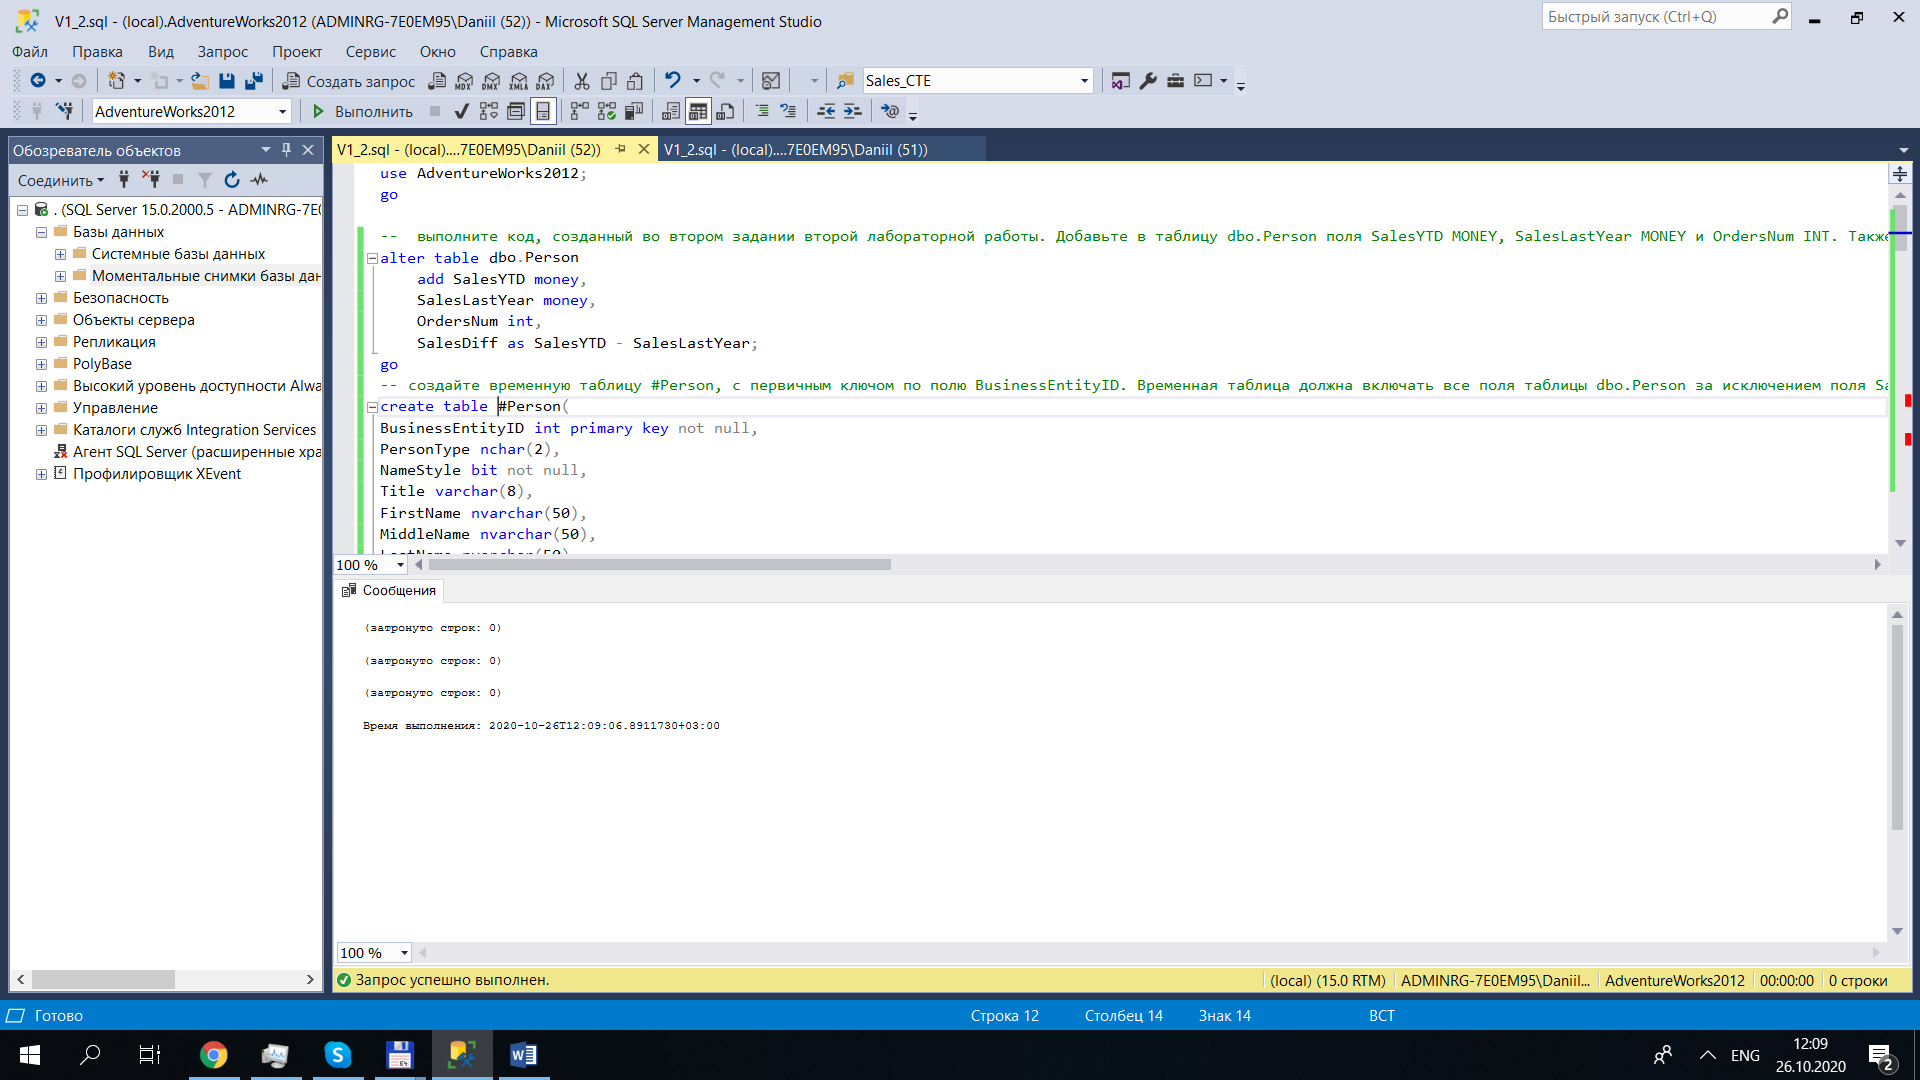 V1_2.sql - (local).AdventureWorks2012 (ADMINRG-7E0EM95\Daniil (52)) - Microsoft SQL Server Management Studio
Быстрый запуск (Ctrl+Q)
Файл Правка Вид Запрос Проект Сервис Окно Справка
Создать запрос MDX DMX XMLA DAX Sales_CTE
AdventureWorks2012 Выполнить
Обозреватель объектов
Соединить
. (SQL Server 15.0.2000.5 - ADMINRG-7E0
Базы данных
Системные базы данных
Моментальные снимки базы дан
Безопасность
Объекты сервера
Репликация
PolyBase
Высокий уровень доступности Alwa
Управление
Каталоги служб Integration Services
Агент SQL Server (расширенные хра
Профилировщик XEvent
V1_2.sql - (local)....7E0EM95\Daniil (52)) V1_2.sql - (local)....7E0EM95\Daniil (51))
use AdventureWorks2012;
go
-- выполните код, созданный во втором задании второй лабораторной работы. Добавьте в таблицу dbo.Person поля SalesYTD MONEY, SalesLastYear MONEY и OrdersNum INT. Также
alter table dbo.Person
add SalesYTD money,
SalesLastYear money,
OrdersNum int,
SalesDiff as SalesYTD - SalesLastYear;
go
-- создайте временную таблицу #Person, с первичным ключом по полю BusinessEntityID. Временная таблица должна включать все поля таблицы dbo.Person за исключением поля Sa
create table #Person(
BusinessEntityID int primary key not null,
PersonType nchar(2),
NameStyle bit not null,
Title varchar(8),
FirstName nvarchar(50),
MiddleName nvarchar(50),
LastName nvarchar(50)
100 %
Сообщения
(затронуто строк: 0)
(затронуто строк: 0)
(затронуто строк: 0)
Время выполнения: 2020-10-26T12:09:06.8911730+03:00
100 %
Запрос успешно выполнен. (local) (15.0 RTM) ADMINRG-7E0EM95\Daniil... AdventureWorks2012 00:00:00 0 строки
Готово Строка 12 Столбец 14 Знак 14 ВСТ
ENG
12:09
26.10.2020
2